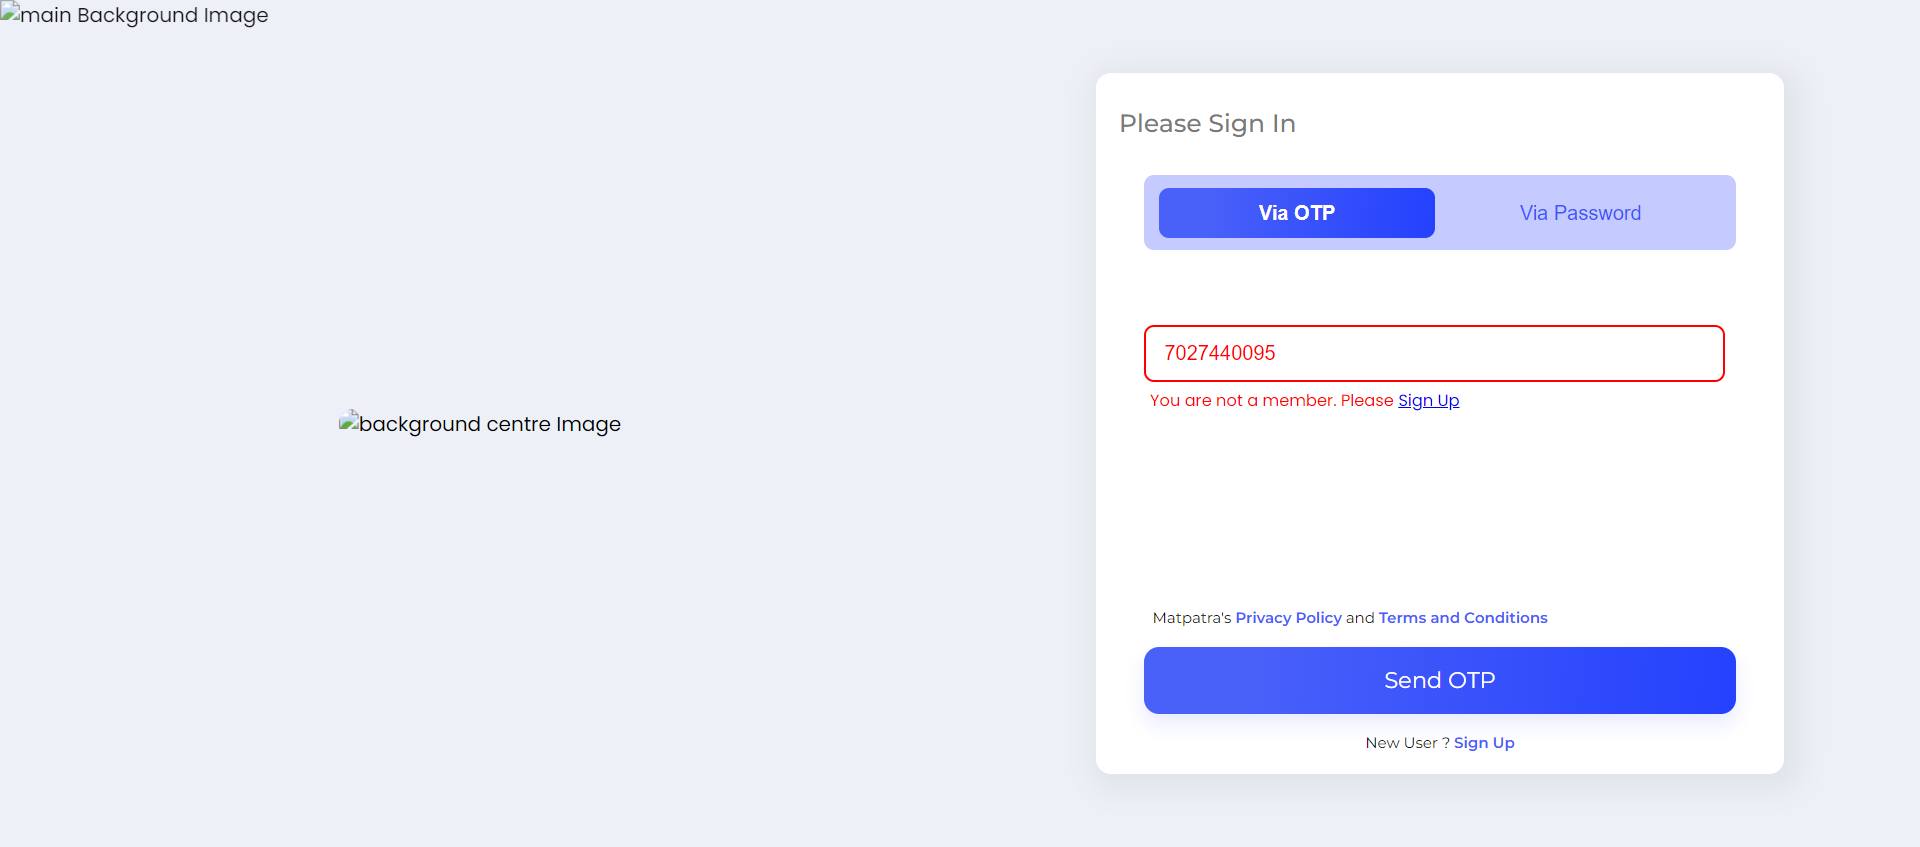 main Background Image
background centre Image
Please Sign In
Via OTP
Via Password
7027440095
You are not a member. Please Sign Up
Matpatra's Privacy Policy and Terms and Conditions
Send OTP
New User ? Sign Up